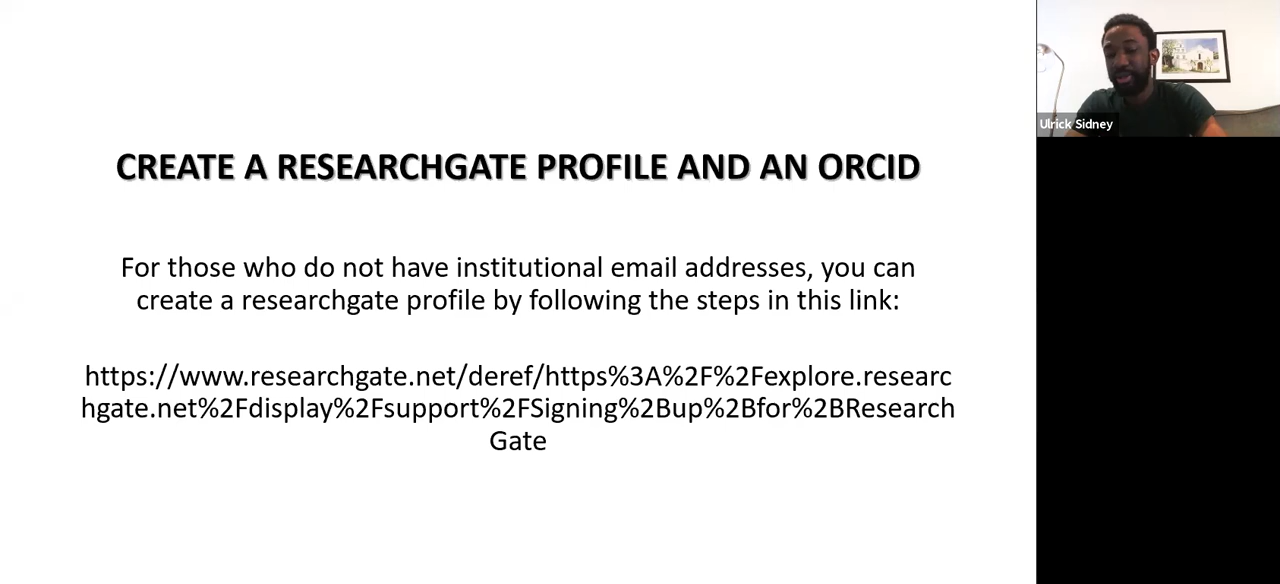 CREATE A RESEARCHGATE PROFILE AND AN ORCID
For those who do not have institutional email addresses, you can
create a researchgate profile by following the steps in this link:
https://www.researchgate.net/deref/https%3A%2F%2Fexplore.researc
hgate.net%2Fdisplay%2Fsupport%2FSigning%2Bup%2Bfor%2BResearch
Gate
Ulrick Sidney